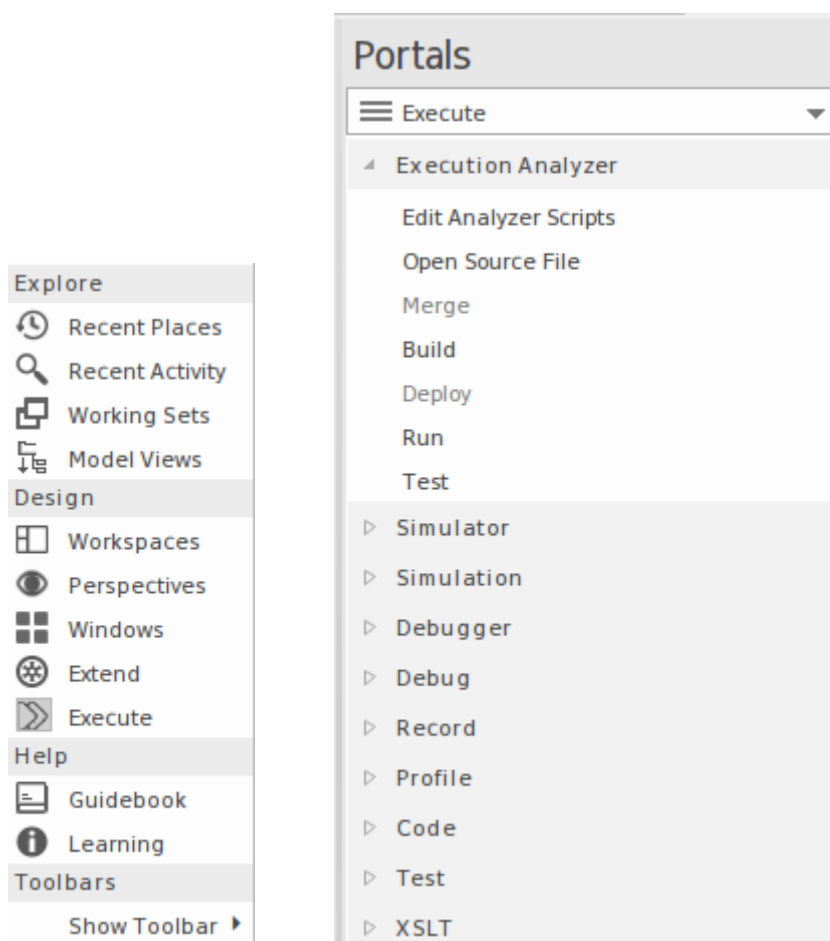 Explore
Recent Places
Recent Activity
Working Sets
Model Views
Design
Workspaces
Perspectives
Windows
Extend
Execute
Help
Guidebook
Learning
Toolbars
Show Toolbar
Portals
Execute
Execution Analyzer
Edit Analyzer Scripts
Open Source File
Merge
Build
Deploy
Run
Test
Simulator
Simulation
Debugger
Debug
Record
Profile
Code
Test
XSLT